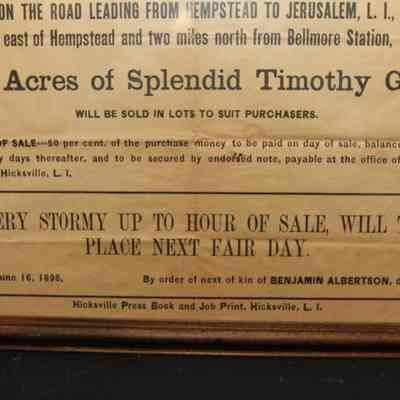 ON THE ROAD LEADING FROM HEMPSTEAD TO JERUSALEM, L. I.,
east of Hempstead and two miles north from Bellmore Station,
Acres of Splendid Timothy G
WILL BE SOLD IN LOTS TO SUIT PURCHASERS.
OF SALE—50 per cent. of the purchase money to be paid on day of sale, balanc
y days thereafter, and to be secured by endorsed note, payable at the office of
Hicksville, L. I.
ERY STORMY UP TO HOUR OF SALE, WILL T
PLACE NEXT FAIR DAY.
une 16, 1898. By order of next of kin of BENJAMIN ALBERTSON, d
Hicksville Press Book and Job Print, Hicksville, L. I.